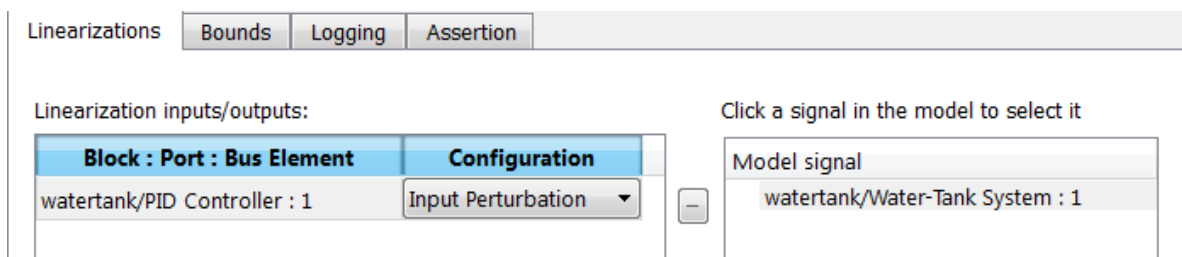 Linearizations Bounds Logging Assertion
Linearization inputs/outputs: Click a signal in the model to select it
Block : Port : Bus Element Configuration Model signal
watertank/PID Controller : 1 Input Perturbation − watertank/Water-Tank System : 1